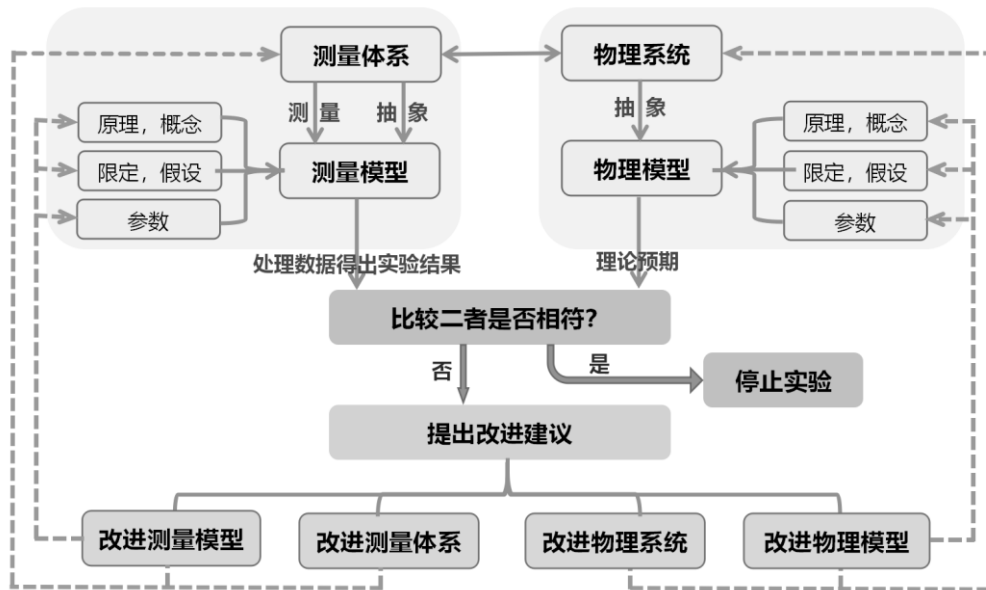 测量体系
物理系统
测 量
抽 象
抽 象
原理，概念
限定，假设
参数
测量模型
物理模型
原理，概念
限定，假设
参数
处理数据得出实验结果
理论预期
比较二者是否相符？
否
是
停止实验
提出改进建议
改进测量模型
改进测量体系
改进物理系统
改进物理模型